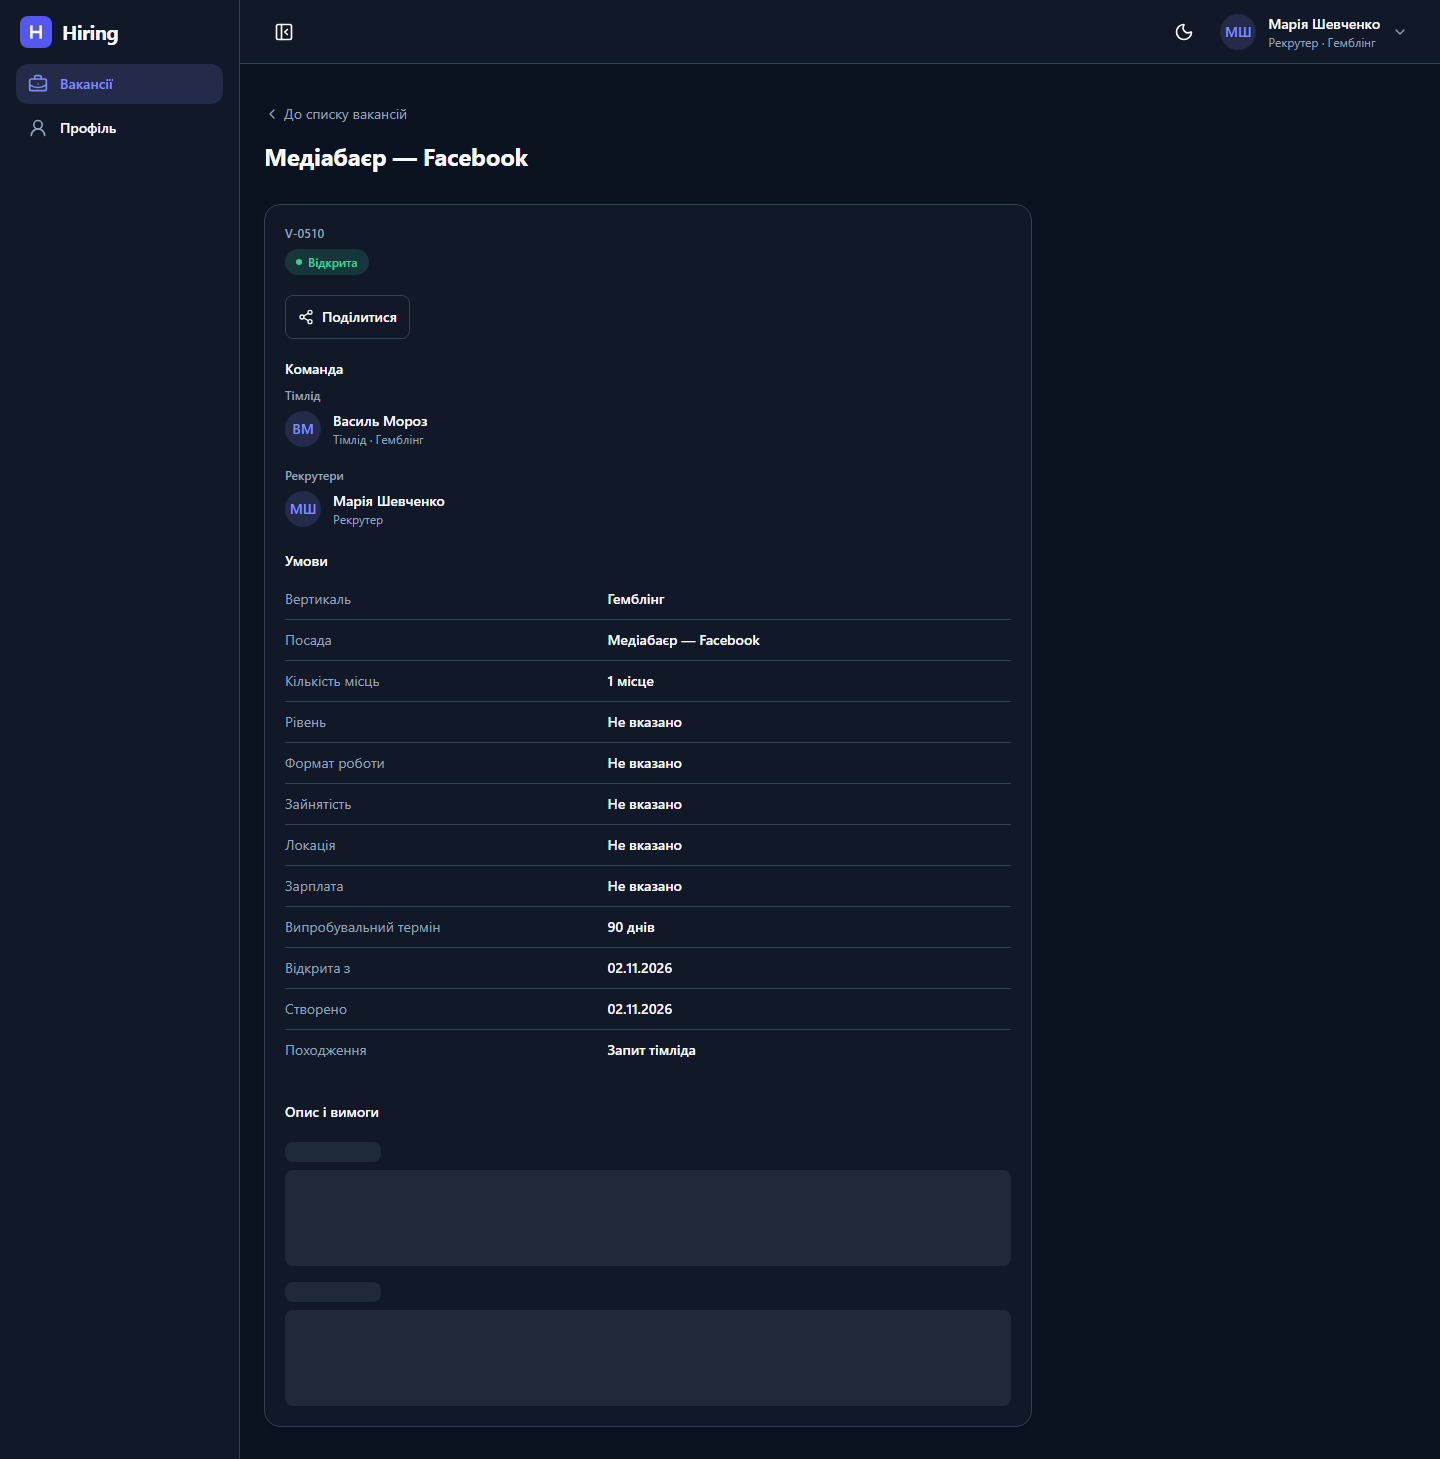 H Hiring
Вакансії
Профіль
МШ
Марія Шевченко
Рекрутер · Гемблінг
До списку вакансій
Медіабаєр — Facebook
V-0510
Відкрита
Поділитися
Команда
Тімлід
ВМ
Василь Мороз
Тімлід · Гемблінг
Рекрутери
МШ
Марія Шевченко
Рекрутер
Умови
Вертикаль Гемблінг
Посада Медіабаєр — Facebook
Кількість місць 1 місце
Рівень Не вказано
Формат роботи Не вказано
Зайнятість Не вказано
Локація Не вказано
Зарплата Не вказано
Випробувальний термін 90 днів
Відкрита з 02.11.2026
Створено 02.11.2026
Походження Запит тімліда
Опис і вимоги